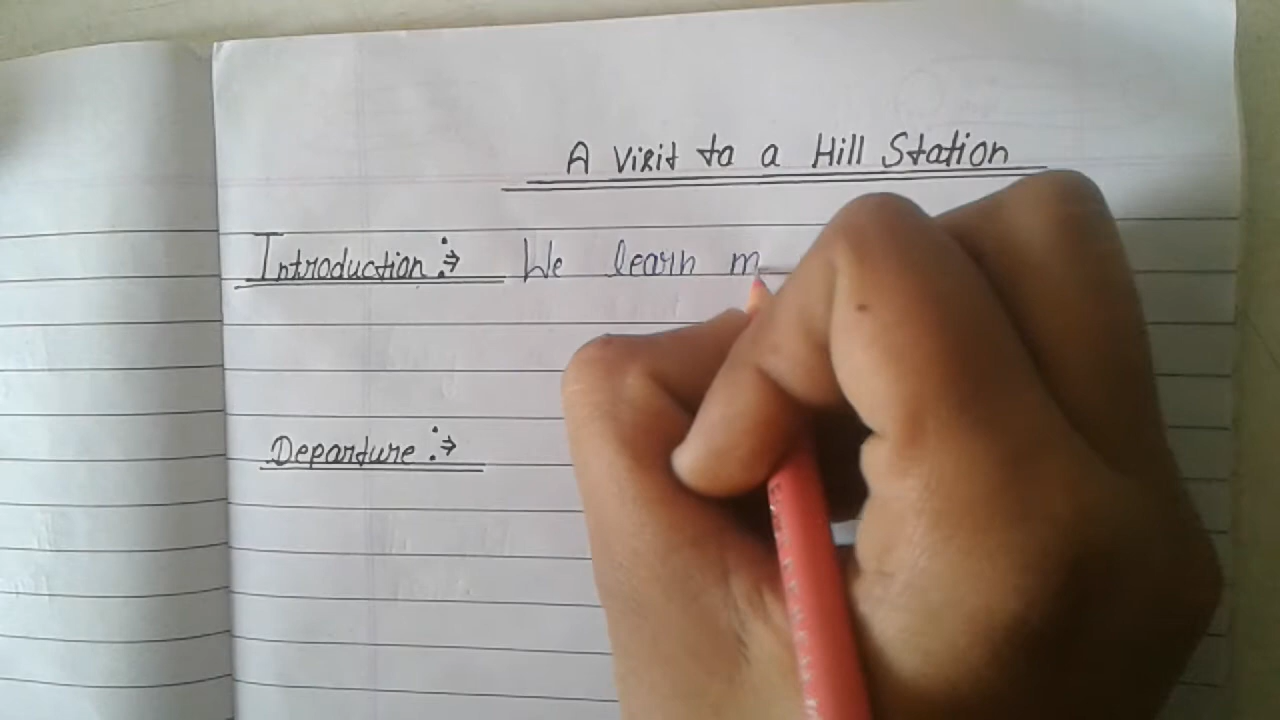 A Visit to a Hill Station
Introduction :→ We learn m
Departure :→